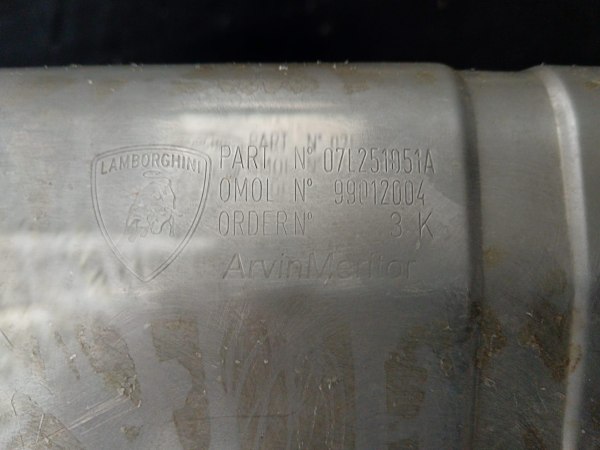 LAMBORGHINI
PART N° 07L251051A
OMOL N° 99012004
ORDER N° 3 K
ArvinMeritor